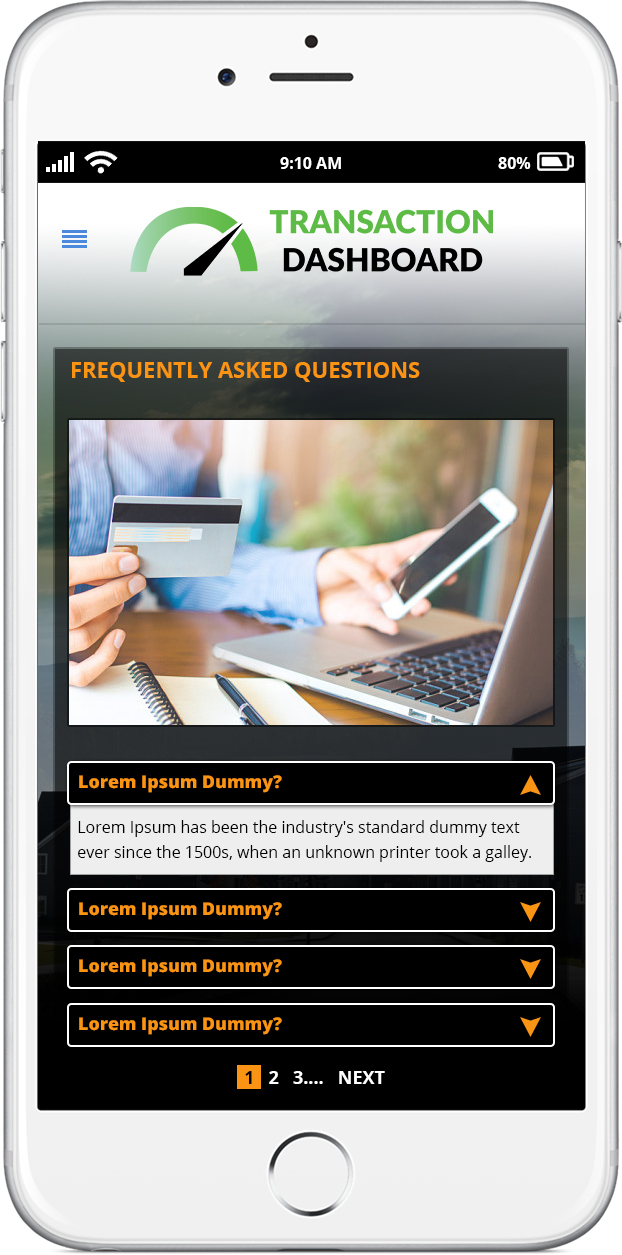 9:10 AM
80%
TRANSACTION
DASHBOARD
FREQUENTLY ASKED QUESTIONS
Lorem Ipsum Dummy?
Lorem Ipsum has been the industry's standard dummy text
ever since the 1500s, when an unknown printer took a galley.
Lorem Ipsum Dummy?
Lorem Ipsum Dummy?
Lorem Ipsum Dummy?
1 2 3.... NEXT